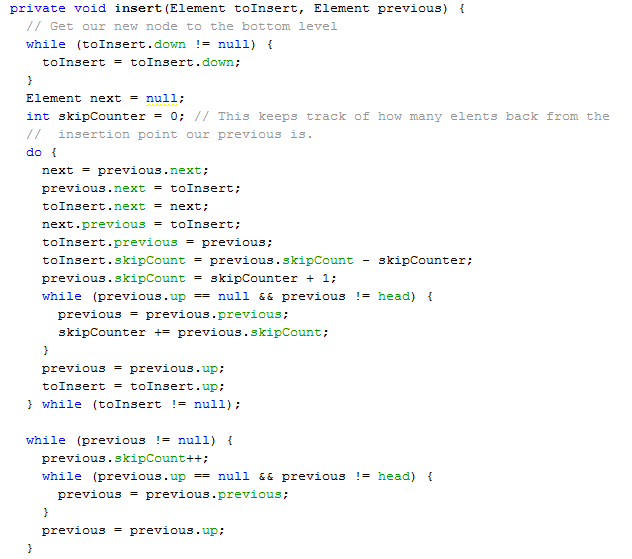 private void insert(Element toInsert, Element previous) {
  // Get our new node to the bottom level
  while (toInsert.down != null) {
    toInsert = toInsert.down;
  }
  Element next = null;
  int skipCounter = 0; // This keeps track of how many elents back from the
  //  insertion point our previous is.
  do {
    next = previous.next;
    previous.next = toInsert;
    toInsert.next = next;
    next.previous = toInsert;
    toInsert.previous = previous;
    toInsert.skipCount = previous.skipCount - skipCounter;
    previous.skipCount = skipCounter + 1;
    while (previous.up == null && previous != head) {
      previous = previous.previous;
      skipCounter += previous.skipCount;
    }
    previous = previous.up;
    toInsert = toInsert.up;
  } while (toInsert != null);

  while (previous != null) {
    previous.skipCount++;
    while (previous.up == null && previous != head) {
      previous = previous.previous;
    }
    previous = previous.up;
  }